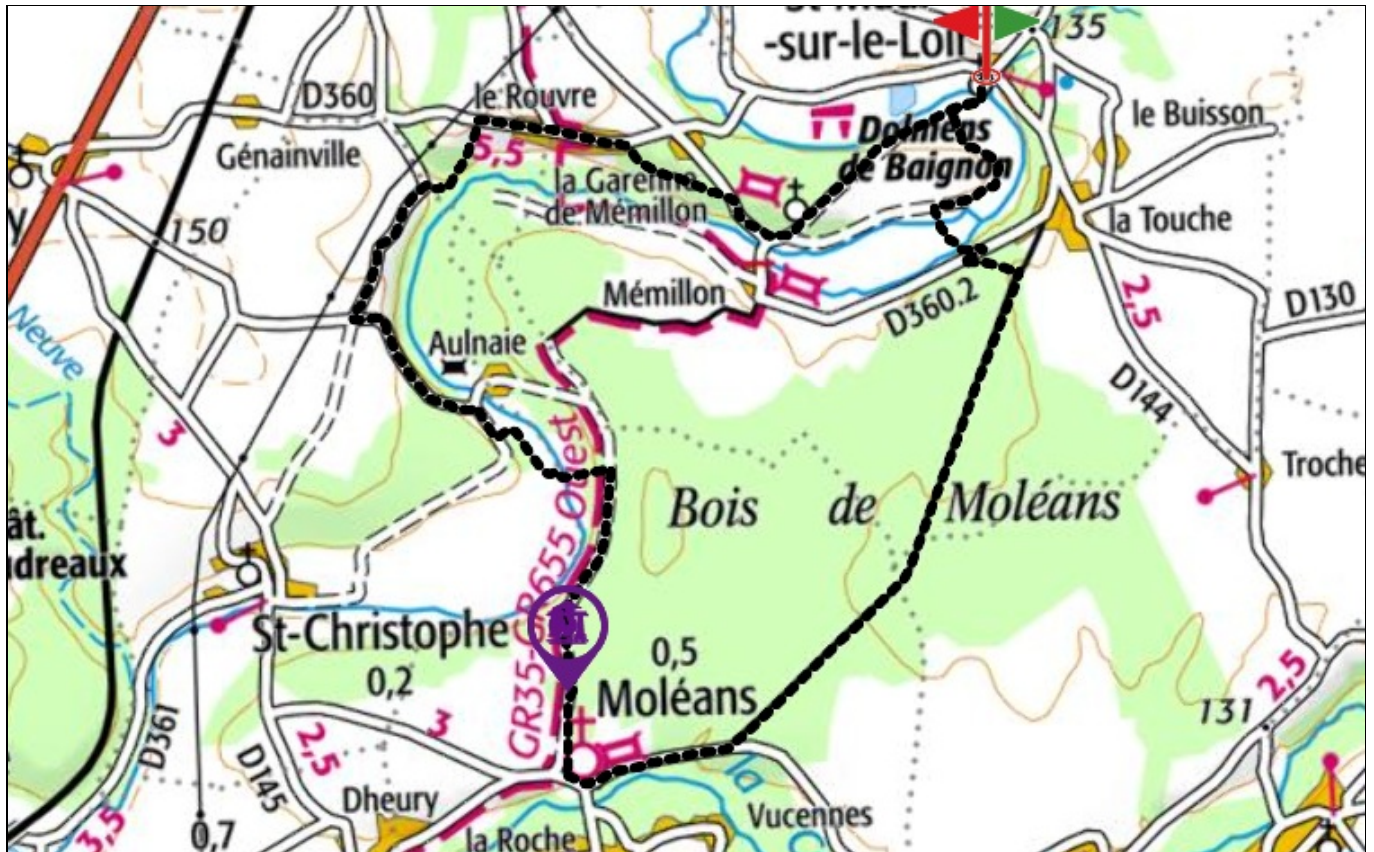 -sur-le-Loir
135
D360
le Rouvre
le Buisson
Génainville
5,5
Dolmens
de Baignon
la Garenne
de Mémillon
la Touche
y
150
Mémillon
D360.2
2,5
D130
Neuve
Aulnaie
D144
3
GR35-GR655 Ouest
Troche
Bois de Moléans
ât.
udreaux
St-Christophe
0,2
0,5
Moléans
2,5
131
D361
D145
2,5
3
la
Dheury
Vucennes
3,5
0,7
la Roche